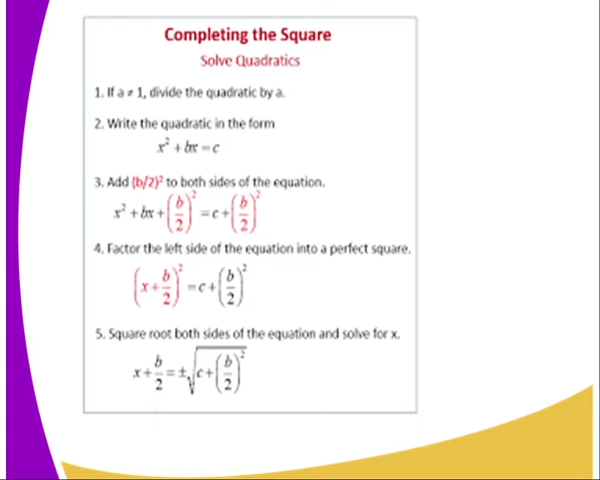 Completing the Square
Solve Quadratics
1. If a ≠ 1, divide the quadratic by a.
2. Write the quadratic in the form
x² + bx = c
3. Add (b/2)² to both sides of the equation.
x² + bx + (b/2)² = c + (b/2)²
4. Factor the left side of the equation into a perfect square.
(x + b/2)² = c + (b/2)²
5. Square root both sides of the equation and solve for x.
x + b/2 = ±√(c + (b/2)²)